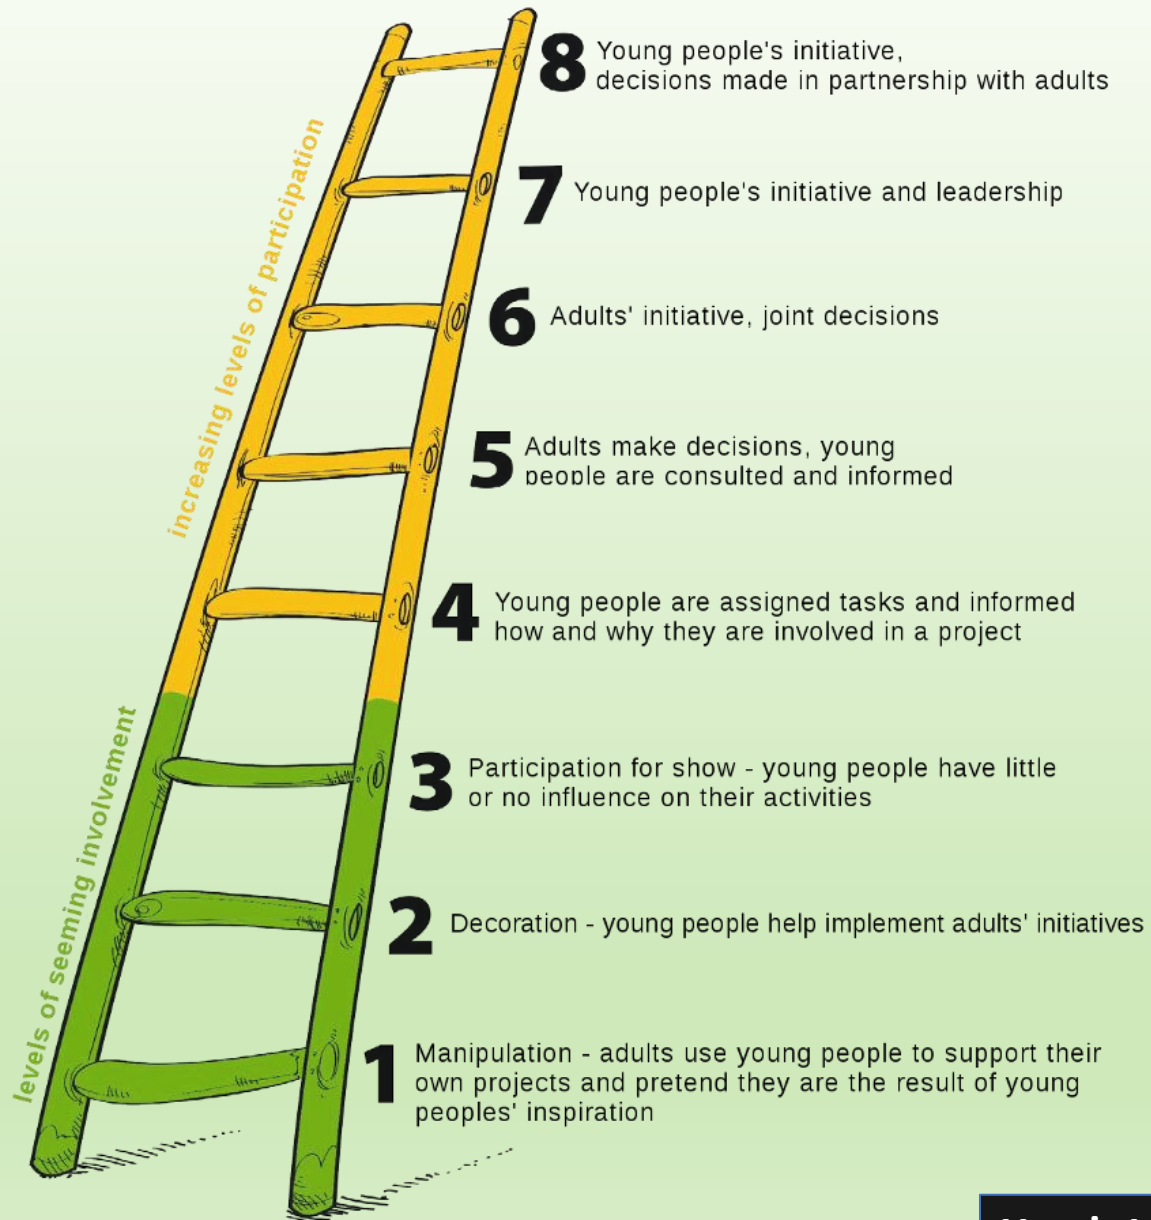 8 Young people's initiative,
decisions made in partnership with adults
7 Young people's initiative and leadership
6 Adults' initiative, joint decisions
5 Adults make decisions, young
people are consulted and informed
4 Young people are assigned tasks and informed
how and why they are involved in a project
3 Participation for show - young people have little
or no influence on their activities
2 Decoration - young people help implement adults' initiatives
1 Manipulation - adults use young people to support their
own projects and pretend they are the result of young
peoples' inspiration
increasing levels of participation
levels of seeming involvement